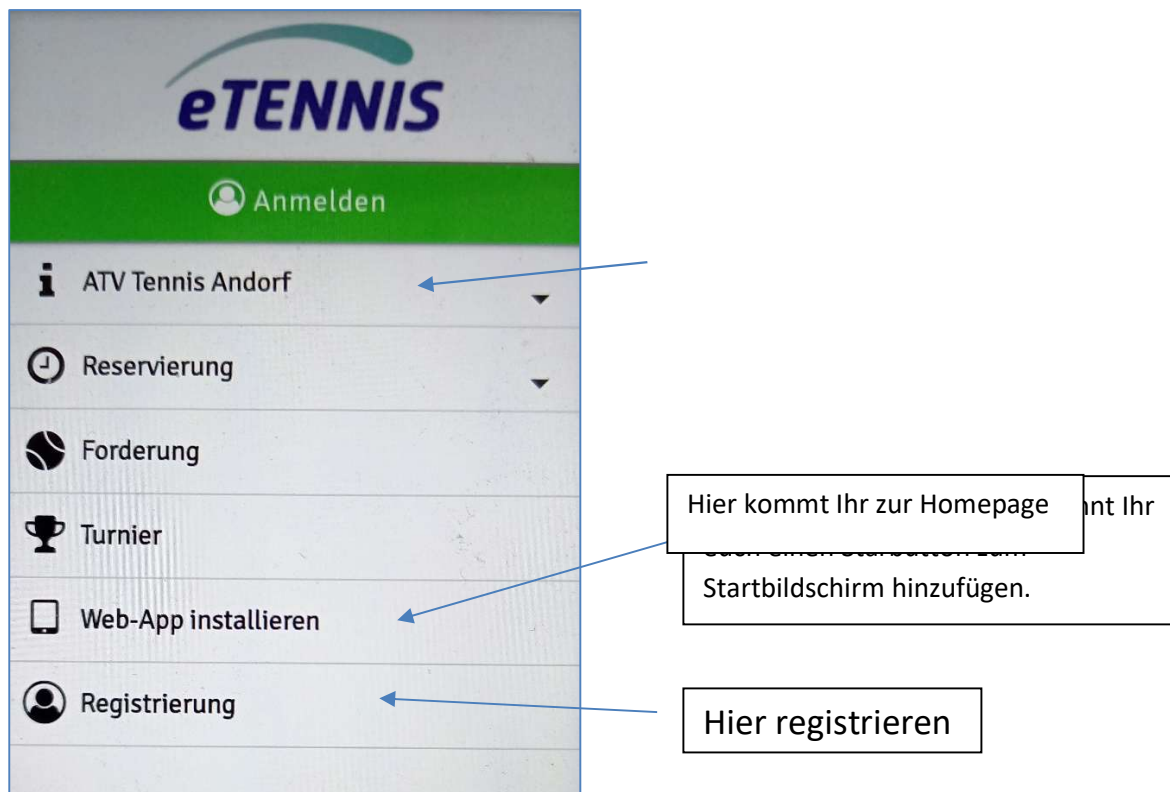 eTENNIS
Anmelden
ATV Tennis Andorf
Reservierung
Forderung
Turnier
Web-App installieren
Registrierung
Hier kommt Ihr zur Homepage
Ihr
Startbildschirm hinzufügen.
Hier registrieren